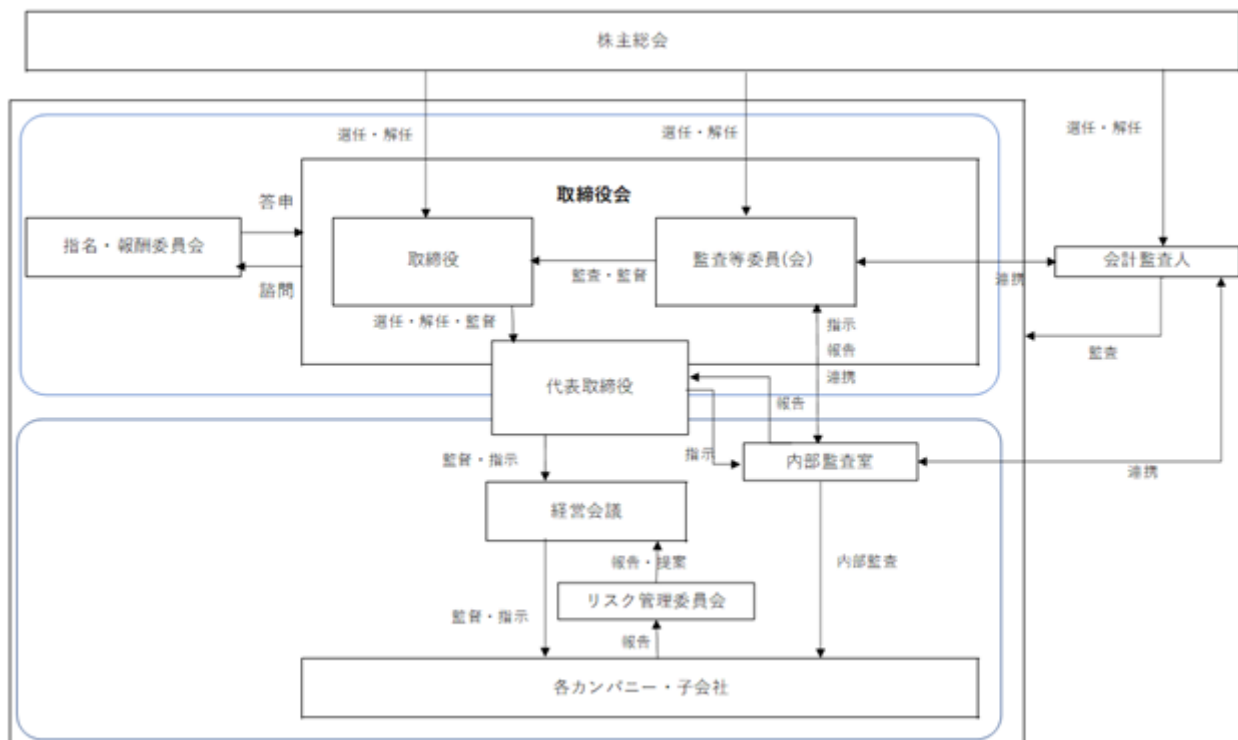 株主総会
選任・解任
選任・解任
選任・解任
取締役会
答申
指名・報酬委員会
諮問
取締役
監査・監督
監査等委員(会)
連携
会計監査人
選任・解任・監督
指示
報告
連携
監査
代表取締役
報告
監督・指示
指示
内部監査室
連携
経営会議
報告・提案
内部監査
リスク管理委員会
監督・指示
報告
各カンパニー・子会社